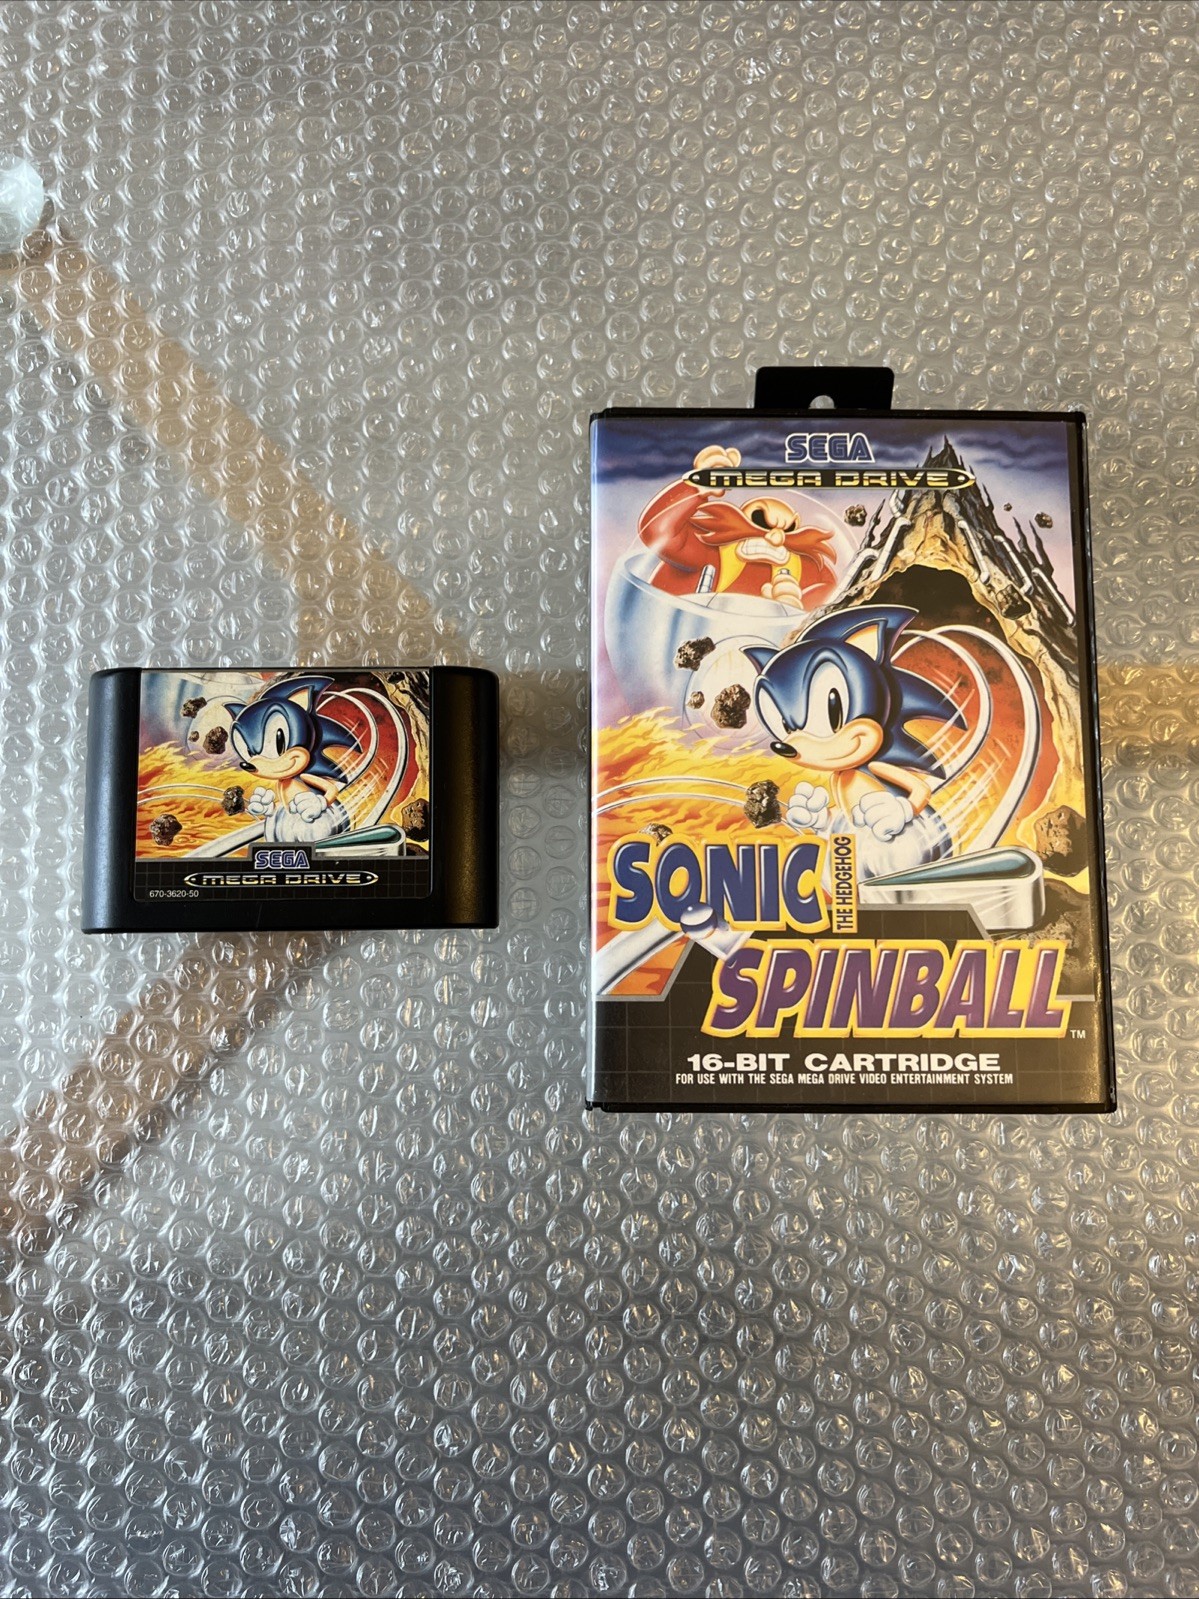 SEGA
MEGA DRIVE
670-3620-50
SEGA
MEGA DRIVE
SONIC
THE HEDGEHOG
SPINBALL
TM
16-BIT CARTRIDGE
FOR USE WITH THE SEGA MEGA DRIVE VIDEO ENTERTAINMENT SYSTEM